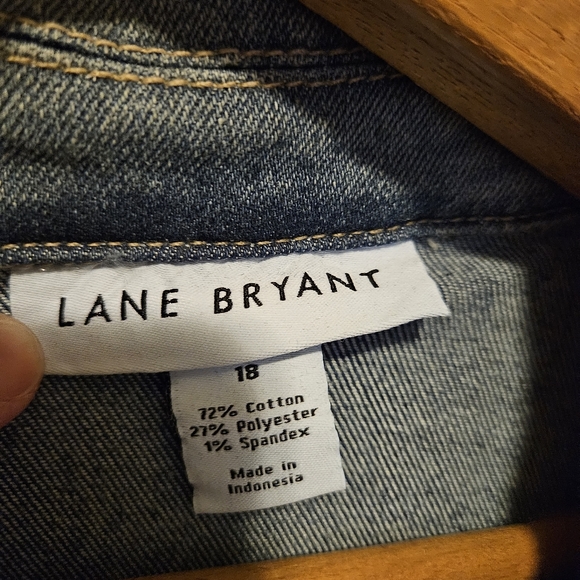 LANE BRYANT
18
72% Cotton
27% Polyester
1% Spandex
Made in
Indonesia